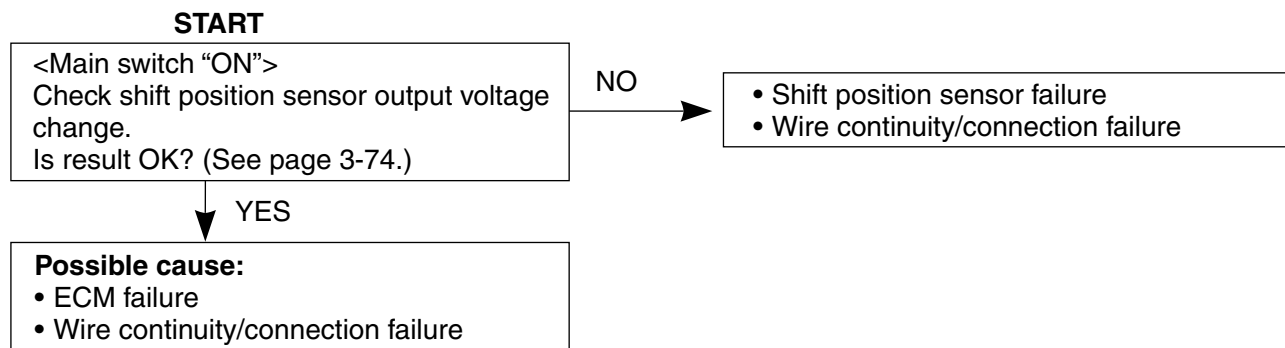 START
<Main switch “ON”>
Check shift position sensor output voltage
change.
Is result OK? (See page 3-74.)
NO
• Shift position sensor failure
• Wire continuity/connection failure
YES
Possible cause:
• ECM failure
• Wire continuity/connection failure